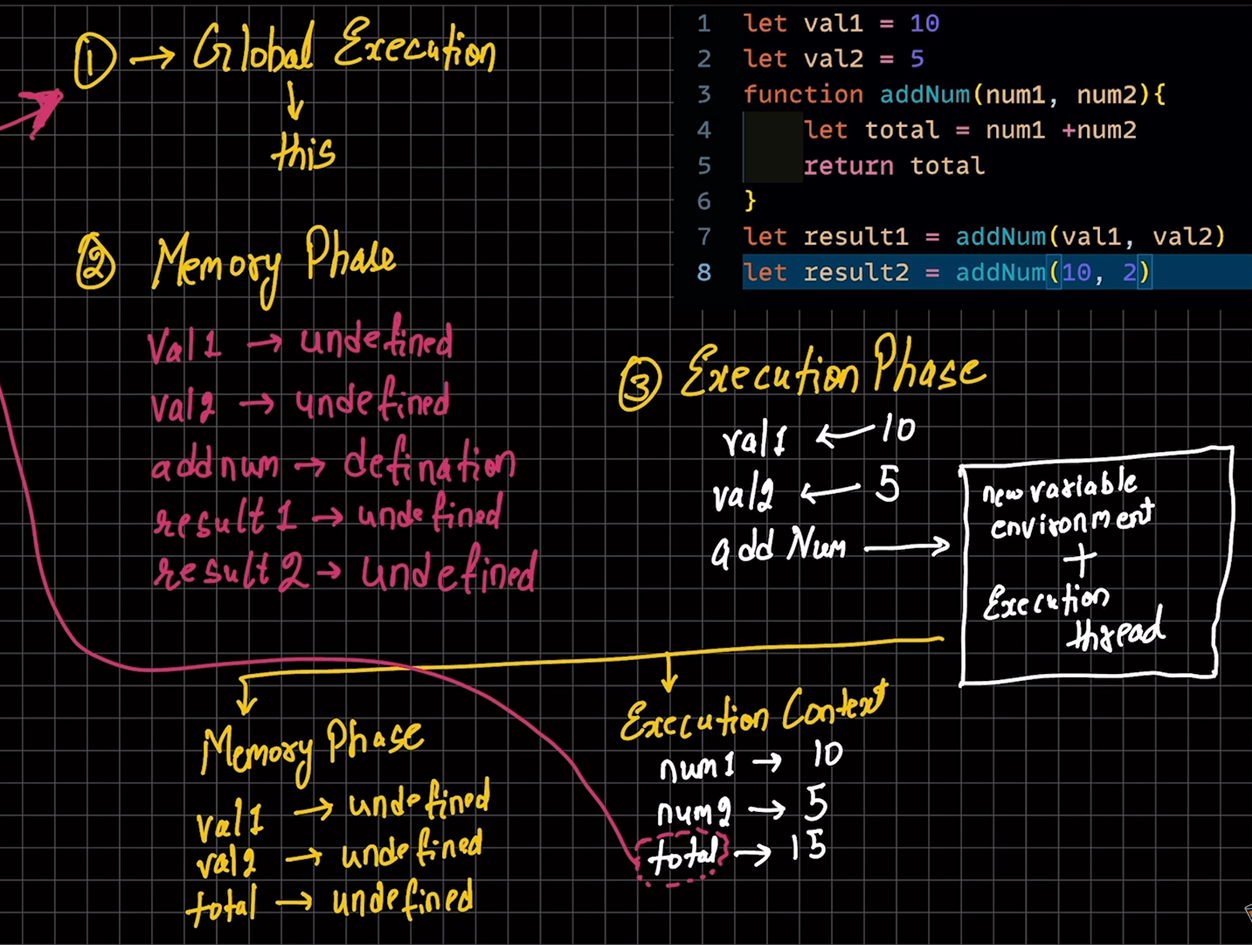 ① → Global Execution
↓
this
1 let val1 = 10
2 let val2 = 5
3 function addNum(num1, num2){
4 let total = num1 +num2
5 return total
6 }
7 let result1 = addNum(val1, val2)
8 let result2 = addNum(10, 2)
② Memory Phase
Val1 → undefined
val2 → undefined
addnum → defination
result1 → undefined
result2 → undefined
③ Execution Phase
val1 ← 10
val2 ← 5
add Num →
new variable
environment
+
Execution
thread
Memory Phase
val1 → undefined
val2 → undefined
total → undefined
Execution Context
num1 → 10
num2 → 5
total → 15